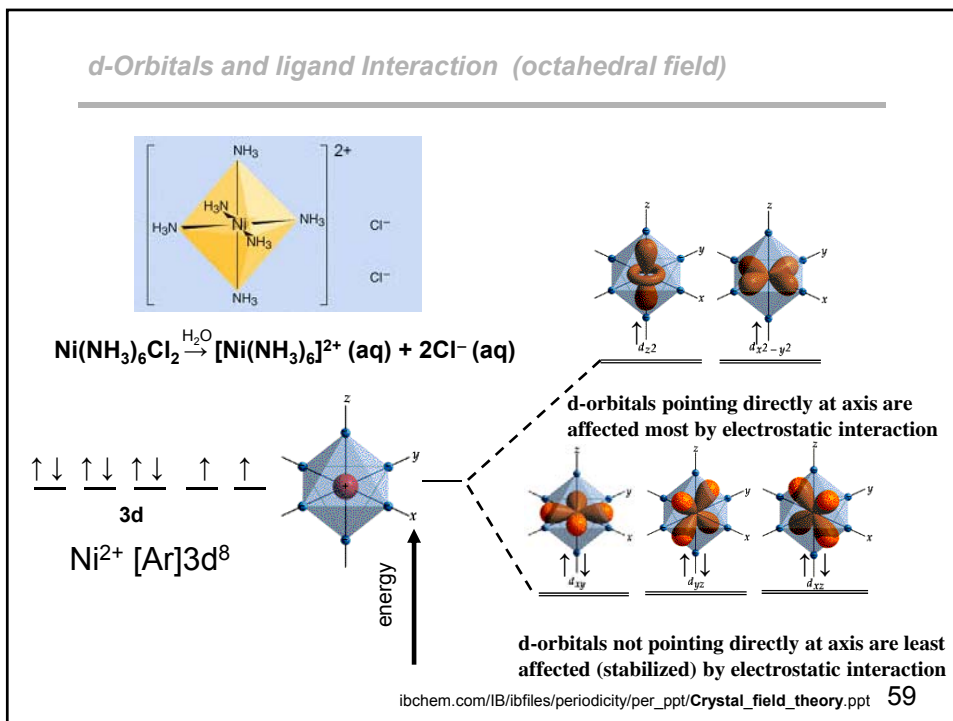 d-Orbitals and ligand Interaction (octahedral field)
NH₃
2+
H₃N
H₃N
Ni
NH₃
NH₃
NH₃
Cl⁻
Cl⁻
Ni(NH₃)₆Cl₂ →H₂O [Ni(NH₃)₆]²⁺ (aq) + 2Cl⁻ (aq)
z
y
x
↑
d_z2
z
y
x
↑
d_x2 – y2
d-orbitals pointing directly at axis are
affected most by electrostatic interaction
↑↓ ↑↓ ↑↓ ↑ ↑
3d
Ni²⁺ [Ar]3d⁸
z
y
x
+
energy
z
y
x
↑↓
d_xy
z
y
x
↑↓
d_yz
z
y
x
↑↓
d_xz
d-orbitals not pointing directly at axis are least
affected (stabilized) by electrostatic interaction
ibchem.com/IB/ibfiles/periodicity/per_ppt/Crystal_field_theory.ppt 59